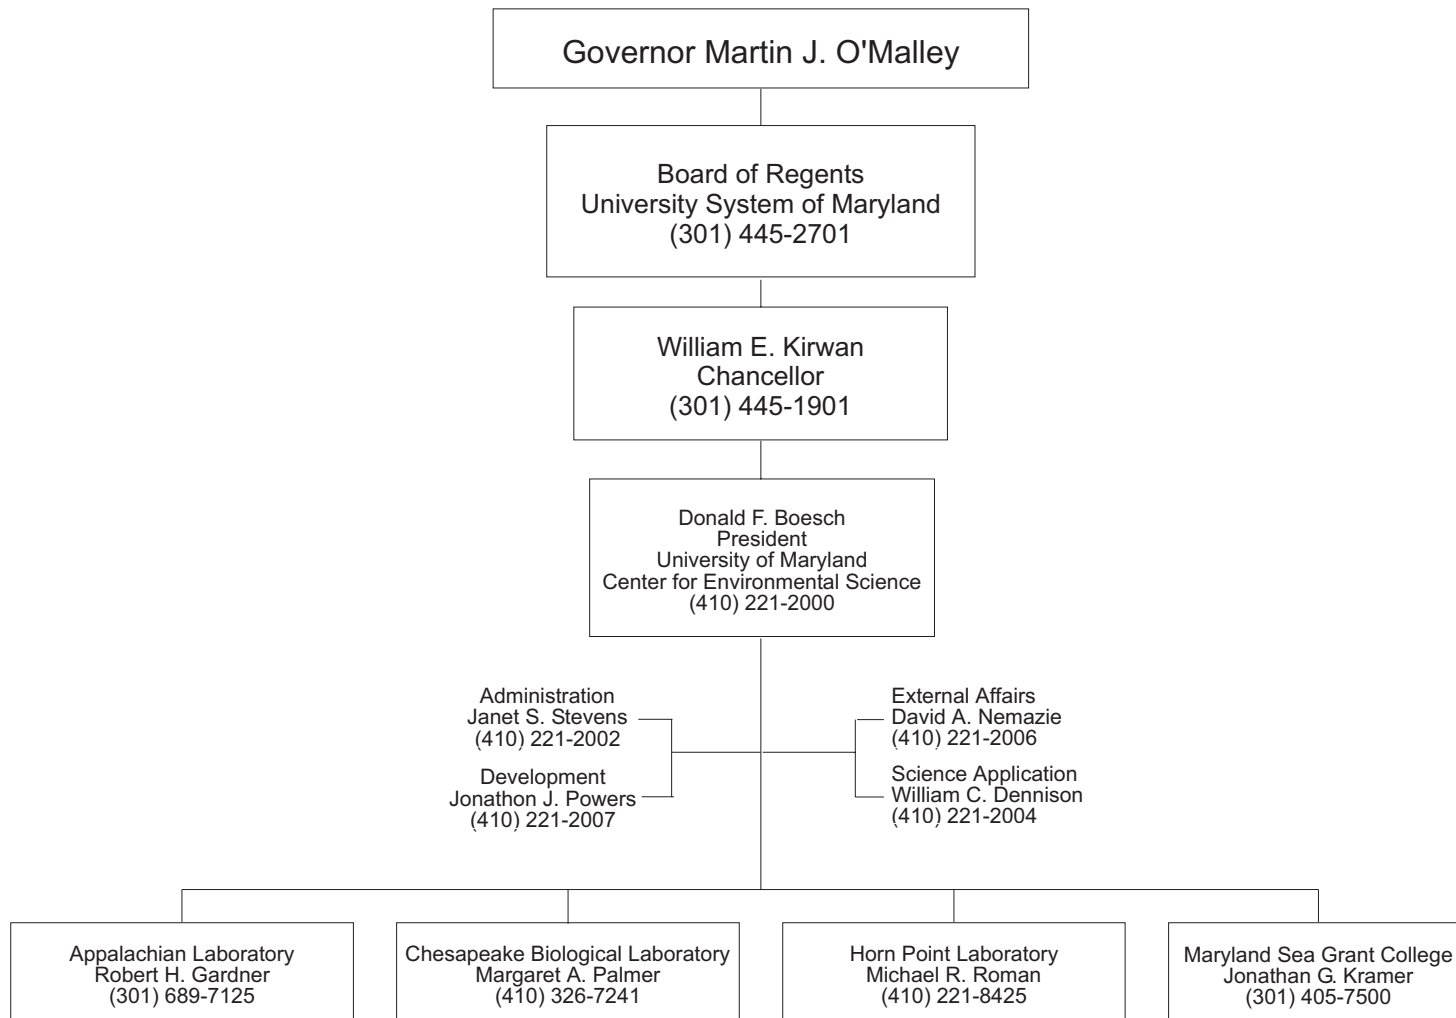 Governor Martin J. O'Malley
Board of Regents
University System of Maryland
(301) 445-2701
William E. Kirwan
Chancellor
(301) 445-1901
Donald F. Boesch
President
University of Maryland
Center for Environmental Science
(410) 221-2000
Administration
Janet S. Stevens
(410) 221-2002
Development
Jonathon J. Powers
(410) 221-2007
External Affairs
David A. Nemazie
(410) 221-2006
Science Application
William C. Dennison
(410) 221-2004
Appalachian Laboratory
Robert H. Gardner
(301) 689-7125
Chesapeake Biological Laboratory
Margaret A. Palmer
(410) 326-7241
Horn Point Laboratory
Michael R. Roman
(410) 221-8425
Maryland Sea Grant College
Jonathan G. Kramer
(301) 405-7500